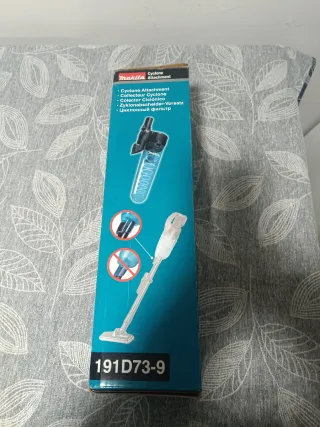 Makita
Cyclone
Attachment
· Cyclone Attachment
· Collecteur Cyclone
· Colector Ciclónico
· Zyklonabscheider-Vorsatz
· Циклонный фильтр
191D73-9